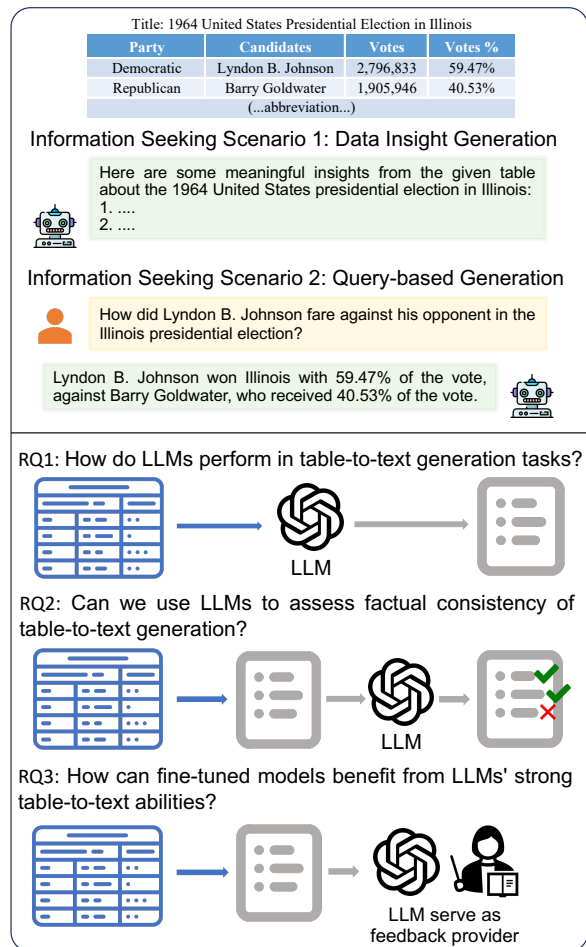 Title: 1964 United States Presidential Election in Illinois
Party Candidates Votes Votes %
Democratic Lyndon B. Johnson 2,796,833 59.47%
Republican Barry Goldwater 1,905,946 40.53%
(...abbreviation...)
Information Seeking Scenario 1: Data Insight Generation
Here are some meaningful insights from the given table
about the 1964 United States presidential election in Illinois:
1. ....
2. ....
Information Seeking Scenario 2: Query-based Generation
How did Lyndon B. Johnson fare against his opponent in the
Illinois presidential election?
Lyndon B. Johnson won Illinois with 59.47% of the vote,
against Barry Goldwater, who received 40.53% of the vote.
RQ1: How do LLMs perform in table-to-text generation tasks?
LLM
RQ2: Can we use LLMs to assess factual consistency of
table-to-text generation?
LLM
RQ3: How can fine-tuned models benefit from LLMs' strong
table-to-text abilities?
LLM serve as
feedback provider